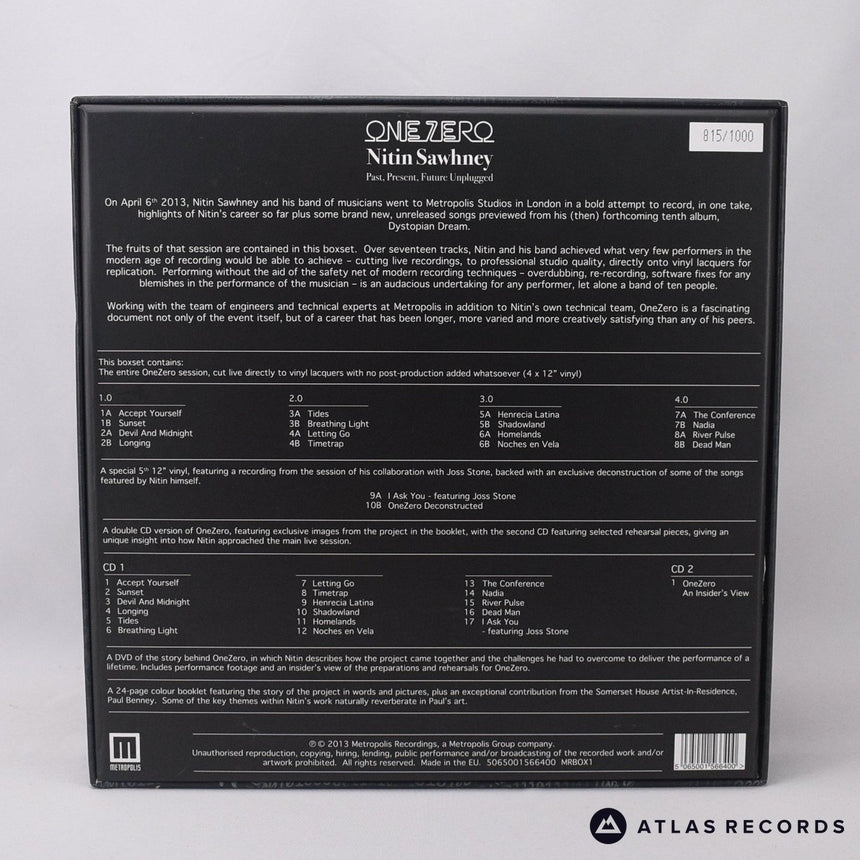 ONEZERO
815/1000
Nitin Sawhney
Past, Present, Future Unplugged
On April 6th 2013, Nitin Sawhney and his band of musicians went to Metropolis Studios in London in a bold attempt to record, in one take,
highlights of Nitin's career so far plus some brand new, unreleased songs previewed from his (then) forthcoming tenth album,
Dystopian Dream.
The fruits of that session are contained in this boxset. Over seventeen tracks, Nitin and his band achieved what very few performers in the
modern age of recording would be able to achieve – cutting live recordings, to professional studio quality, directly onto vinyl lacquers for
replication. Performing without the aid of the safety net of modern recording techniques – overdubbing, re-recording, software fixes for any
blemishes in the performance of the musician – is an audacious undertaking for any performer, let alone a band of ten people.
Working with the team of engineers and technical experts at Metropolis in addition to Nitin's own technical team, OneZero is a fascinating
document not only of the event itself, but of a career that has been longer, more varied and more creatively satisfying than any of his peers.
This boxset contains:
The entire OneZero session, cut live directly to vinyl lacquers with no post-production added whatsoever (4 x 12" vinyl)
1.0
1A Accept Yourself
1B Sunset
2A Devil And Midnight
2B Longing
2.0
3A Tides
3B Breathing Light
4A Letting Go
4B Timetrap
3.0
5A Henrecia Latina
5B Shadowland
6A Homelands
6B Noches en Vela
4.0
7A The Conference
7B Nadia
8A River Pulse
8B Dead Man
A special 5th 12" vinyl, featuring a recording from the session of his collaboration with Joss Stone, backed with an exclusive deconstruction of some of the songs
featured by Nitin himself.
9A I Ask You - featuring Joss Stone
10B OneZero Deconstructed
A double CD version of OneZero, featuring exclusive images from the project in the booklet, with the second CD featuring selected rehearsal pieces, giving an
unique insight into how Nitin approached the main live session.
CD 1
1 Accept Yourself
2 Sunset
3 Devil And Midnight
4 Longing
5 Tides
6 Breathing Light
7 Letting Go
8 Timetrap
9 Henrecia Latina
10 Shadowland
11 Homelands
12 Noches en Vela
13 The Conference
14 Nadia
15 River Pulse
16 Dead Man
17 I Ask You
- featuring Joss Stone
CD 2
1 OneZero
An Insider's View
A DVD of the story behind OneZero, in which Nitin describes how the project came together and the challenges he had to overcome to deliver the performance of a
lifetime. Includes performance footage and an insider's view of the preparations and rehearsals for OneZero.
A 24-page colour booklet featuring the story of the project in words and pictures, plus an exceptional contribution from the Somerset House Artist-In-Residence,
Paul Benney. Some of the key themes within Nitin's work naturally reverberate in Paul's art.
METROPOLIS
℗ © 2013 Metropolis Recordings, a Metropolis Group company.
Unauthorised reproduction, copying, hiring, lending, public performance and/or broadcasting of the recorded work and/or
artwork prohibited. All rights reserved. Made in the EU. 5065001566400 MRBOX1
5 065001 566400 >
ATLAS RECORDS